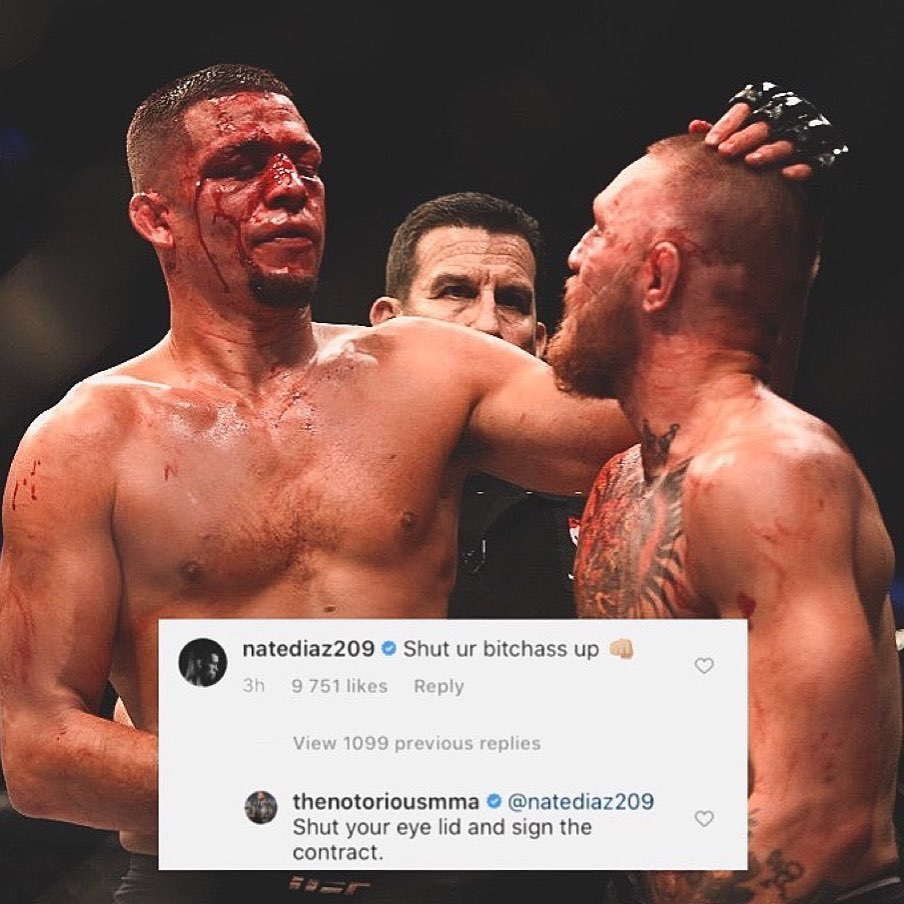 natediaz209 Shut ur bitchass up 👊🏼
3h 9 751 likes Reply
View 1099 previous replies
thenotoriousmma @natediaz209
Shut your eye lid and sign the
contract.
UFC